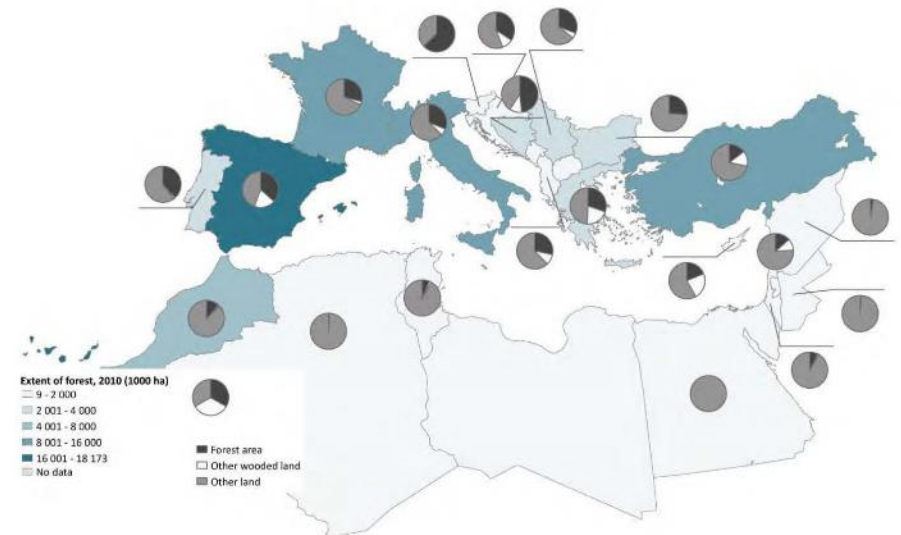 Extent of forest, 2010 (1000 ha)
9 - 2 000
2 001 - 4 000
4 001 - 8 000
8 001 - 16 000
16 001 - 18 173
No data
Forest area
Other wooded land
Other land